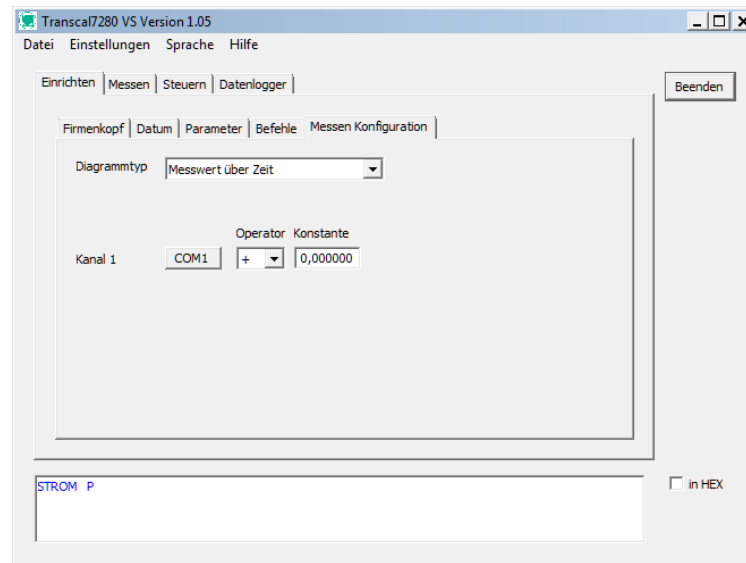 Transcal7280 VS Version 1.05
Datei Einstellungen Sprache Hilfe
Einrichten Messen Steuern Datenlogger
Beenden
Firmenkopf Datum Parameter Befehle Messen Konfiguration
Diagrammtyp Messwert über Zeit
Operator Konstante
Kanal 1 COM1 + 0,000000
STROM P
in HEX